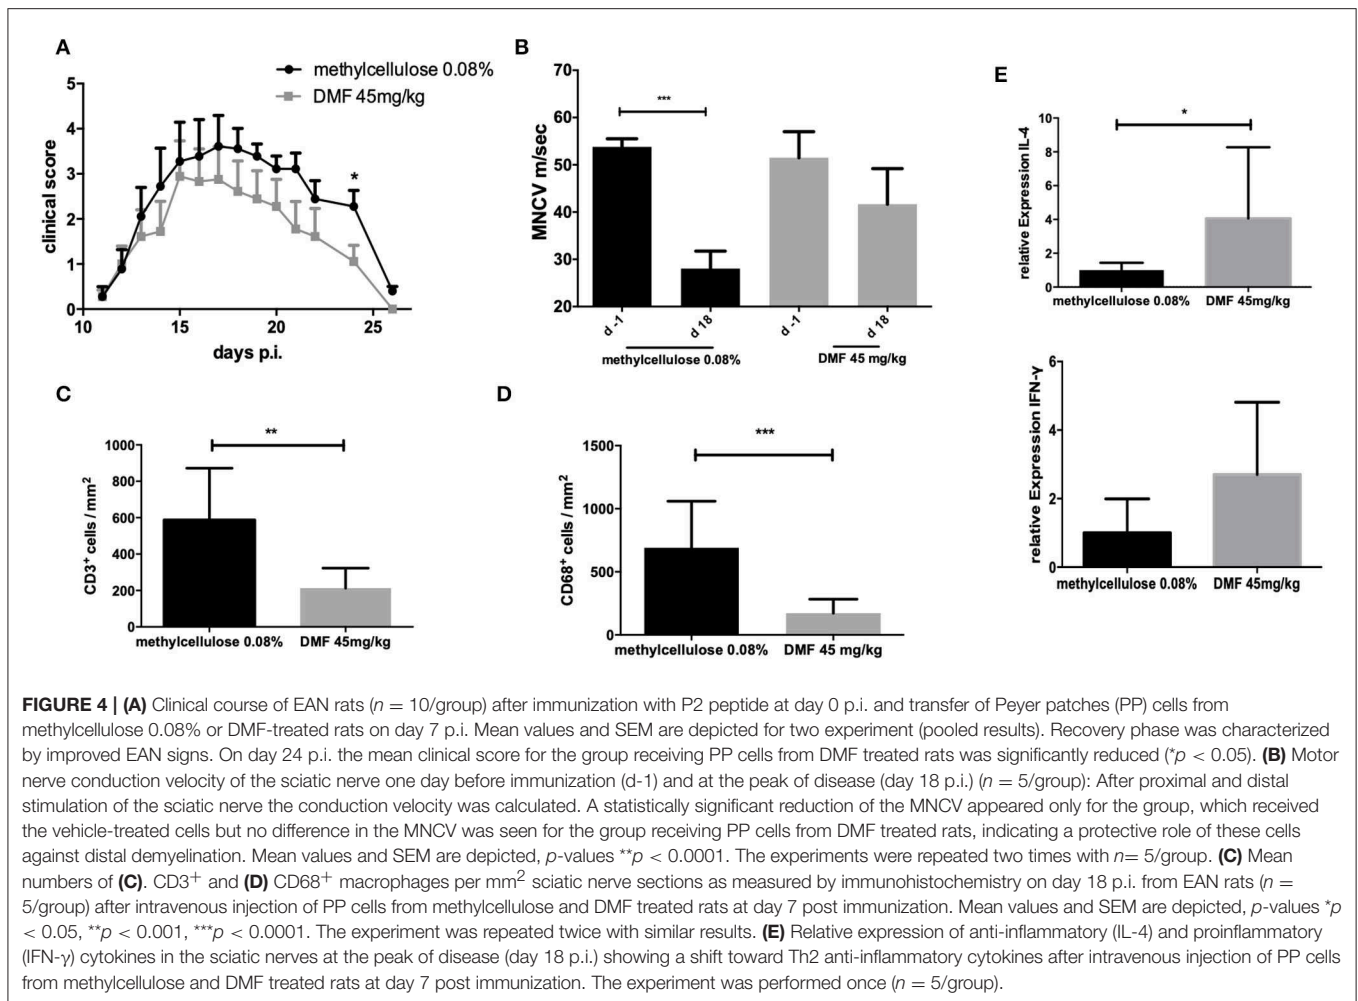 A
methylcellulose 0.08%
DMF 45mg/kg
5
4
3
2
1
0
clinical score
*
10
15
20
25
days p.i.
B
70
60
50
40
30
20
MNCV m/sec
***
d -1
d 18
d -1
d 18
methylcellulose 0.08%
DMF 45 mg/kg
E
10
8
6
4
2
0
relative Expression IL-4
*
methylcellulose 0.08%
DMF 45mg/kg
6
4
2
0
relative Expression IFN-γ
methylcellulose 0.08%
DMF 45mg/kg
C
1000
800
600
400
200
0
CD3+ cells / mm2
**
methylcellulose 0.08%
DMF 45mg/kg
D
1500
1000
500
0
CD68+ cells / mm2
***
methylcellulose 0.08%
DMF 45 mg/kg
FIGURE 4 | (A) Clinical course of EAN rats (n = 10/group) after immunization with P2 peptide at day 0 p.i. and transfer of Peyer patches (PP) cells from
methylcellulose 0.08% or DMF-treated rats on day 7 p.i. Mean values and SEM are depicted for two experiment (pooled results). Recovery phase was characterized
by improved EAN signs. On day 24 p.i. the mean clinical score for the group receiving PP cells from DMF treated rats was significantly reduced (*p < 0.05). (B) Motor
nerve conduction velocity of the sciatic nerve one day before immunization (d-1) and at the peak of disease (day 18 p.i.) (n = 5/group): After proximal and distal
stimulation of the sciatic nerve the conduction velocity was calculated. A statistically significant reduction of the MNCV appeared only for the group, which received
the vehicle-treated cells but no difference in the MNCV was seen for the group receiving PP cells from DMF treated rats, indicating a protective role of these cells
against distal demyelination. Mean values and SEM are depicted, p-values **p < 0.0001. The experiments were repeated two times with n= 5/group. (C) Mean
numbers of (C). CD3+ and (D) CD68+ macrophages per mm2 sciatic nerve sections as measured by immunohistochemistry on day 18 p.i. from EAN rats (n =
5/group) after intravenous injection of PP cells from methylcellulose and DMF treated rats at day 7 post immunization. Mean values and SEM are depicted, p-values *p
< 0.05, **p < 0.001, ***p < 0.0001. The experiment was repeated twice with similar results. (E) Relative expression of anti-inflammatory (IL-4) and proinflammatory
(IFN-γ) cytokines in the sciatic nerves at the peak of disease (day 18 p.i.) showing a shift toward Th2 anti-inflammatory cytokines after intravenous injection of PP cells
from methylcellulose and DMF treated rats at day 7 post immunization. The experiment was performed once (n = 5/group).